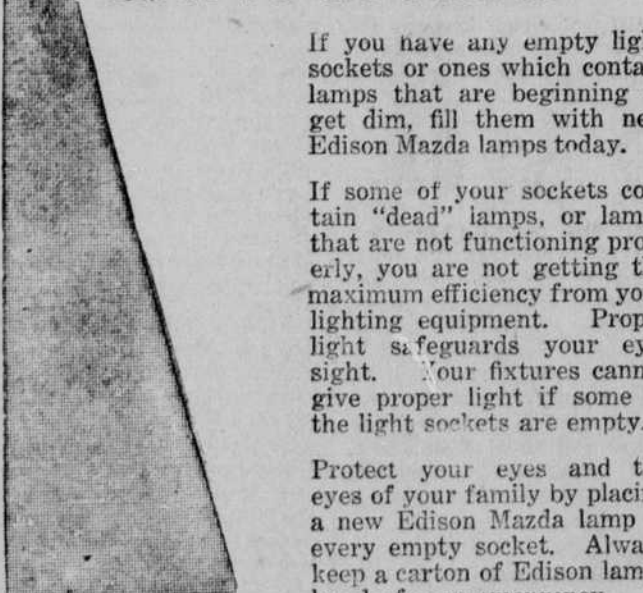 If you have any empty ligh
sockets or ones which conta
lamps that are beginning
get dim, fill them with ne
Edison Mazda lamps today.
If some of your sockets co
tain “dead” lamps, or lam
that are not functioning pro
erly, you are not getting t
maximum efficiency from yo
lighting equipment. Prop
light safeguards your ey
sight. Your fixtures cann
give proper light if some
the light sockets are empty.
Protect your eyes and t
eyes of your family by placi
a new Edison Mazda lamp
every empty socket. Alwa
keep a carton of Edison lam